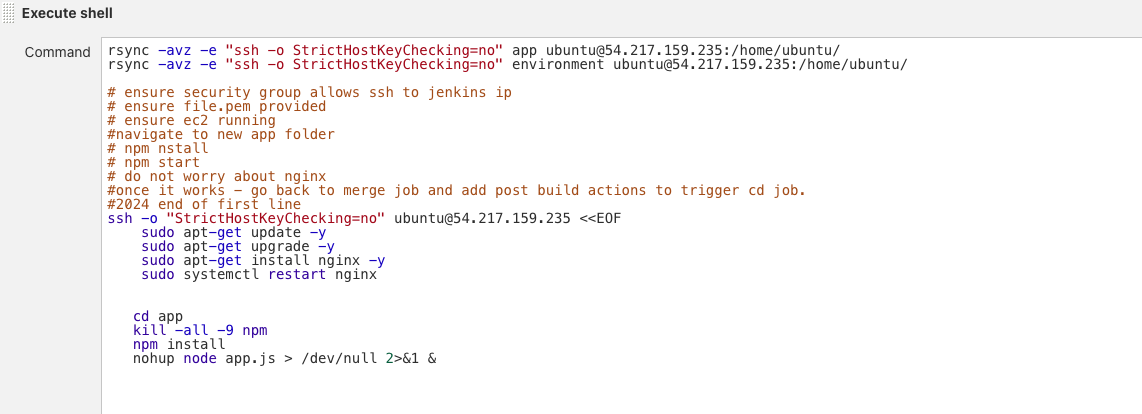 Execute shell
Command
rsync -avz -e "ssh -o StrictHostKeyChecking=no" app ubuntu@54.217.159.235:/home/ubuntu/
rsync -avz -e "ssh -o StrictHostKeyChecking=no" environment ubuntu@54.217.159.235:/home/ubuntu/
# ensure security group allows ssh to jenkins ip
# ensure file.pem provided
# ensure ec2 running
#navigate to new app folder
# npm nstall
# npm start
# do not worry about nginx
#once it works - go back to merge job and add post build actions to trigger cd job.
#2024 end of first line
ssh -o "StrictHostKeyChecking=no" ubuntu@54.217.159.235 <<EOF
sudo apt-get update -y
sudo apt-get upgrade -y
sudo apt-get install nginx -y
sudo systemctl restart nginx
cd app
kill -all -9 npm
npm install
nohup node app.js > /dev/null 2>&1 &